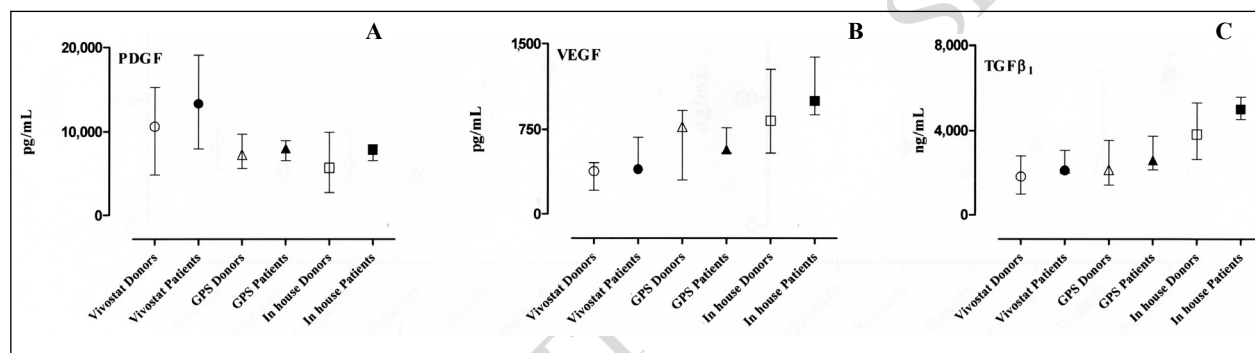 A
PDGF
20,000
10,000
0
pg/mL
Vivostat Donors
Vivostat Patients
GPS Donors
GPS Patients
In house Donors
In house Patients
B
VEGF
1500
750
0
pg/mL
Vivostat Donors
Vivostat Patients
GPS Donors
GPS Patients
In house Donors
In house Patients
C
TGFβ₁
8,000
4,000
0
ng/mL
Vivostat Donors
Vivostat Patients
GPS Donors
GPS Patients
In house Donors
In house Patients